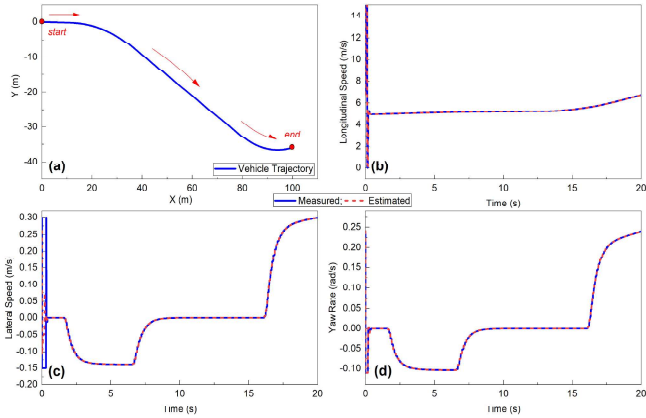 0
-10
-20
-30
-40
Y (m)
start
end
(a)
Vehicle Trajectory
0 20 40 60 80 100
X (m)
14
12
10
8
6
4
2
0
Longitudinal Speed (m/s)
(b)
0 5 10 15 20
Time (s)
Measured; Estimated
0.30
0.25
0.20
0.15
0.10
0.05
0.00
-0.05
-0.10
-0.15
-0.20
Lateral Speed (m/s)
(c)
0 5 10 15 20
Time (s)
0.25
0.20
0.15
0.10
0.05
0.00
-0.05
-0.10
Yaw Rate (rad/s)
(d)
0 5 10 15 20
Time (s)